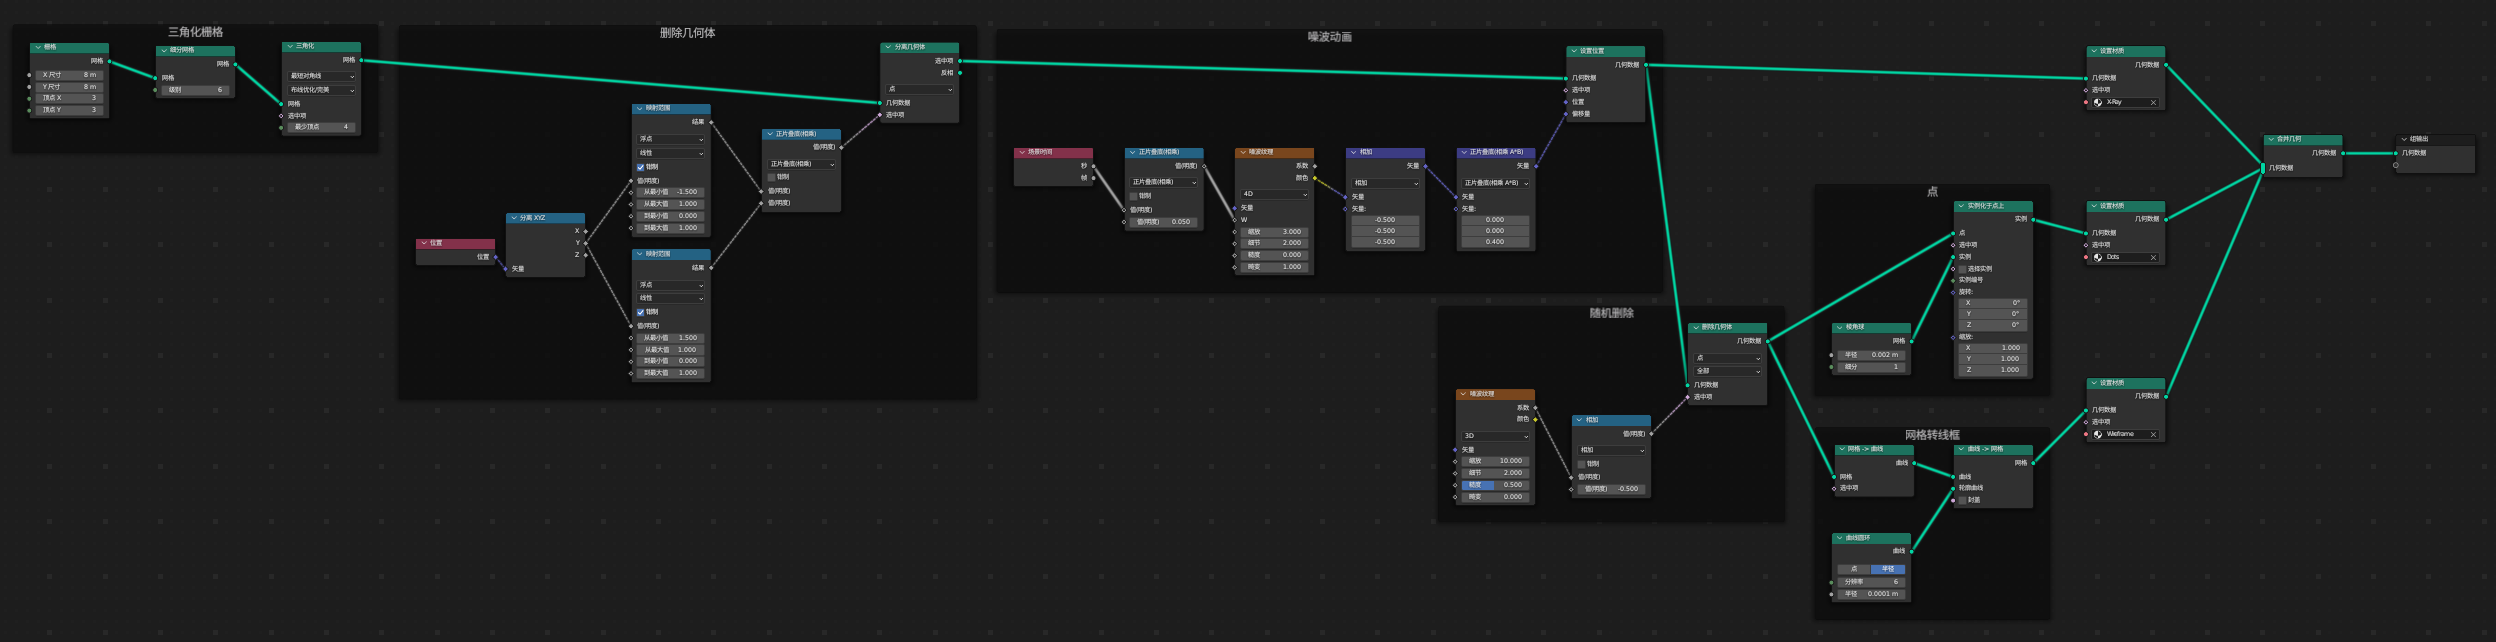 三角化栅格
栅格
网格
X 尺寸 8 m
Y 尺寸 8 m
顶点 X 3
顶点 Y 3
细分网格
网格
网格
级别 6
三角化
网格
最短对角线
布线优化/完美
网格
选中项
最少顶点 4
删除几何体
位置
位置
分离 XYZ
X
Y
Z
矢量
映射范围
结果
浮点
线性
钳制
值(明度)
从最小值 -1.500
从最大值 1.000
到最小值 0.000
到最大值 1.000
映射范围
结果
浮点
线性
钳制
值(明度)
从最小值 1.500
从最大值 1.000
到最小值 0.000
到最大值 1.000
正片叠底(相乘)
值(明度)
正片叠底(相乘)
钳制
值(明度)
值(明度)
分离几何体
选中项
反相
点
几何数据
选中项
噪波动画
场景时间
秒
帧
正片叠底(相乘)
值(明度)
正片叠底(相乘)
钳制
值(明度)
值(明度) 0.050
噪波纹理
系数
颜色
4D
矢量
W
缩放 3.000
细节 2.000
糙度 0.000
畸变 1.000
相加
矢量
相加
矢量
矢量:
-0.500
-0.500
-0.500
正片叠底(相乘 A*B)
矢量
正片叠底(相乘 A*B)
矢量
矢量:
0.000
0.000
0.400
设置位置
几何数据
几何数据
选中项
位置
偏移量
随机删除
噪波纹理
系数
颜色
3D
矢量
缩放 10.000
细节 2.000
糙度 0.500
畸变 0.000
相加
值(明度)
相加
钳制
值(明度)
值(明度) -0.500
删除几何体
几何数据
点
全部
几何数据
选中项
点
棱角球
网格
半径 0.002 m
细分 1
实例化于点上
实例
点
选中项
实例
选择实例
实例编号
旋转:
X 0°
Y 0°
Z 0°
缩放:
X 1.000
Y 1.000
Z 1.000
网格转线框
网格 -> 曲线
曲线
网格
选中项
曲线 -> 网格
网格
曲线
轮廓曲线
封盖
曲线圆环
曲线
点 半径
分辨率 6
半径 0.0001 m
设置材质
几何数据
几何数据
选中项
X-Ray
设置材质
几何数据
几何数据
选中项
Dots
设置材质
几何数据
几何数据
选中项
Wireframe
合并几何
几何数据
几何数据
组输出
几何数据